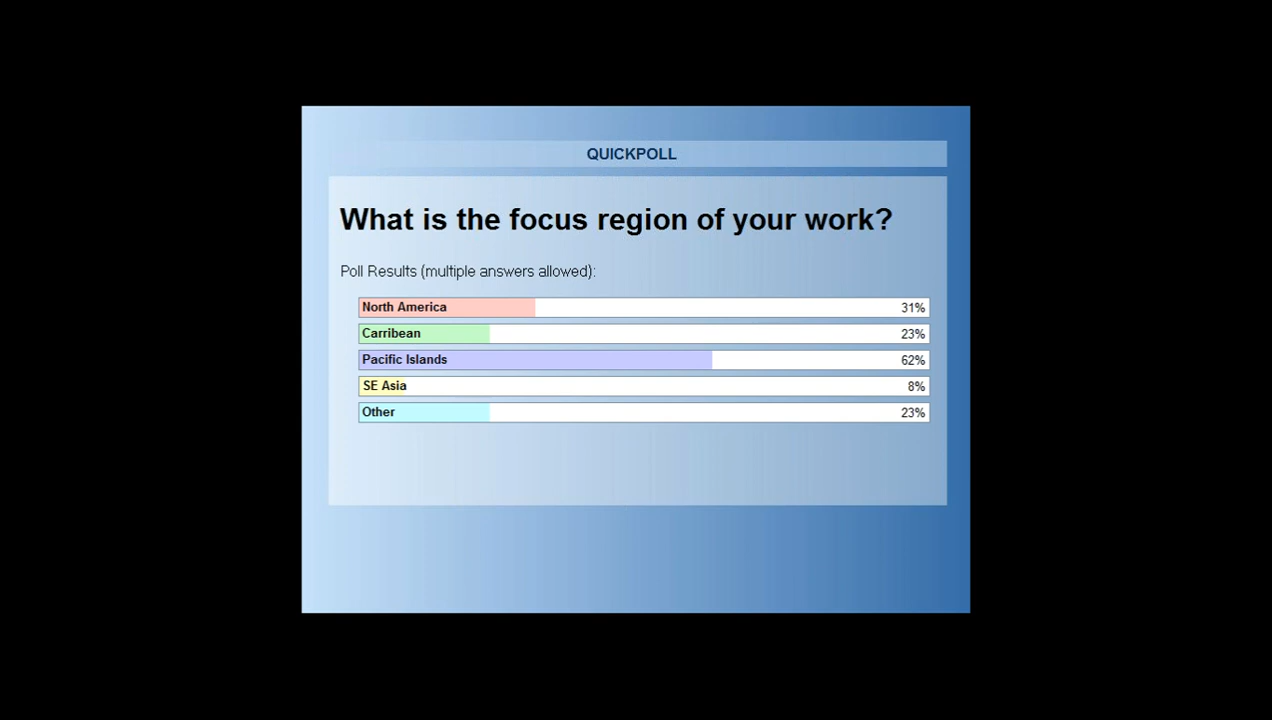 QUICKPOLL
What is the focus region of your work?
Poll Results (multiple answers allowed):
North America 31%
Carribean 23%
Pacific Islands 62%
SE Asia 8%
Other 23%